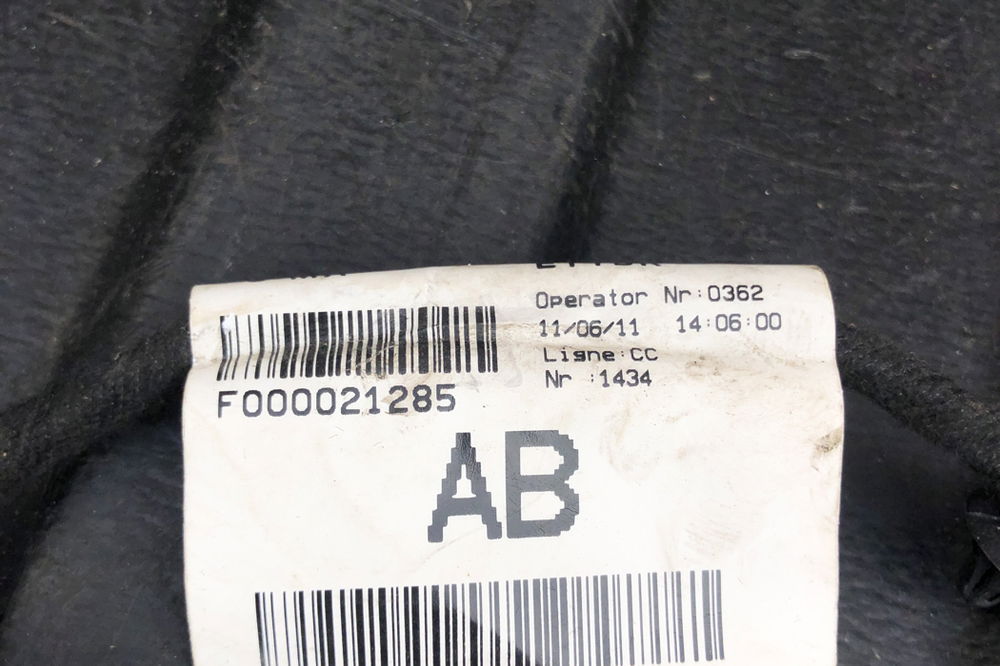 Operator Nr:0362
11/06/11 14:06:00
Ligne:CC
Nr :1434
F000021285
AB